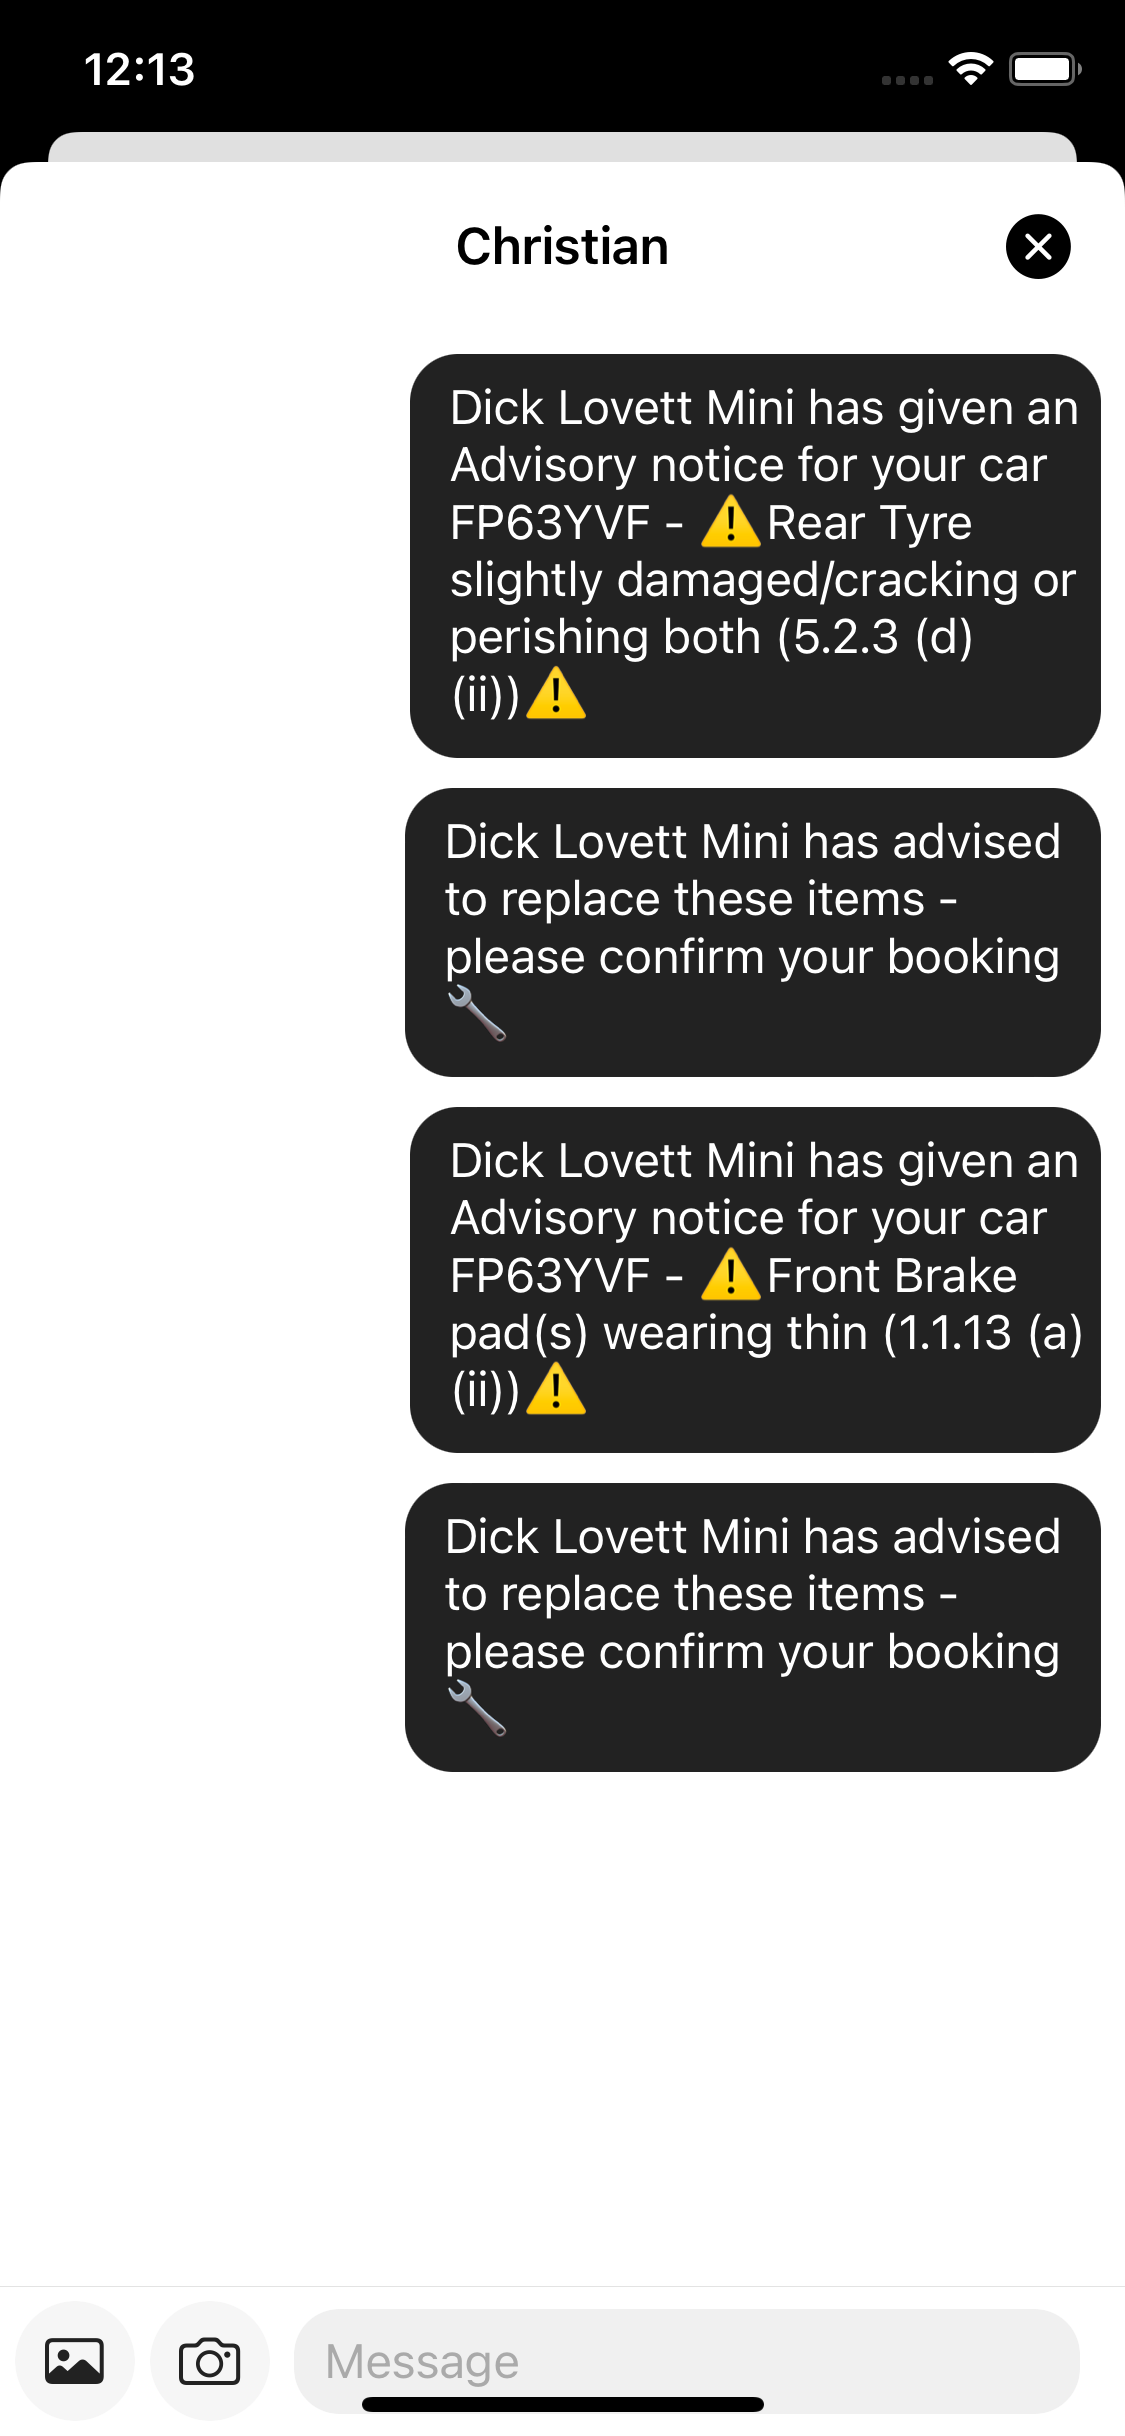 12:13
Christian
Dick Lovett Mini has given an
Advisory notice for your car
FP63YVF - ⚠️Rear Tyre
slightly damaged/cracking or
perishing both (5.2.3 (d)
(ii))⚠️
Dick Lovett Mini has advised
to replace these items -
please confirm your booking
🔧
Dick Lovett Mini has given an
Advisory notice for your car
FP63YVF - ⚠️Front Brake
pad(s) wearing thin (1.1.13 (a)
(ii))⚠️
Dick Lovett Mini has advised
to replace these items -
please confirm your booking
🔧
Message